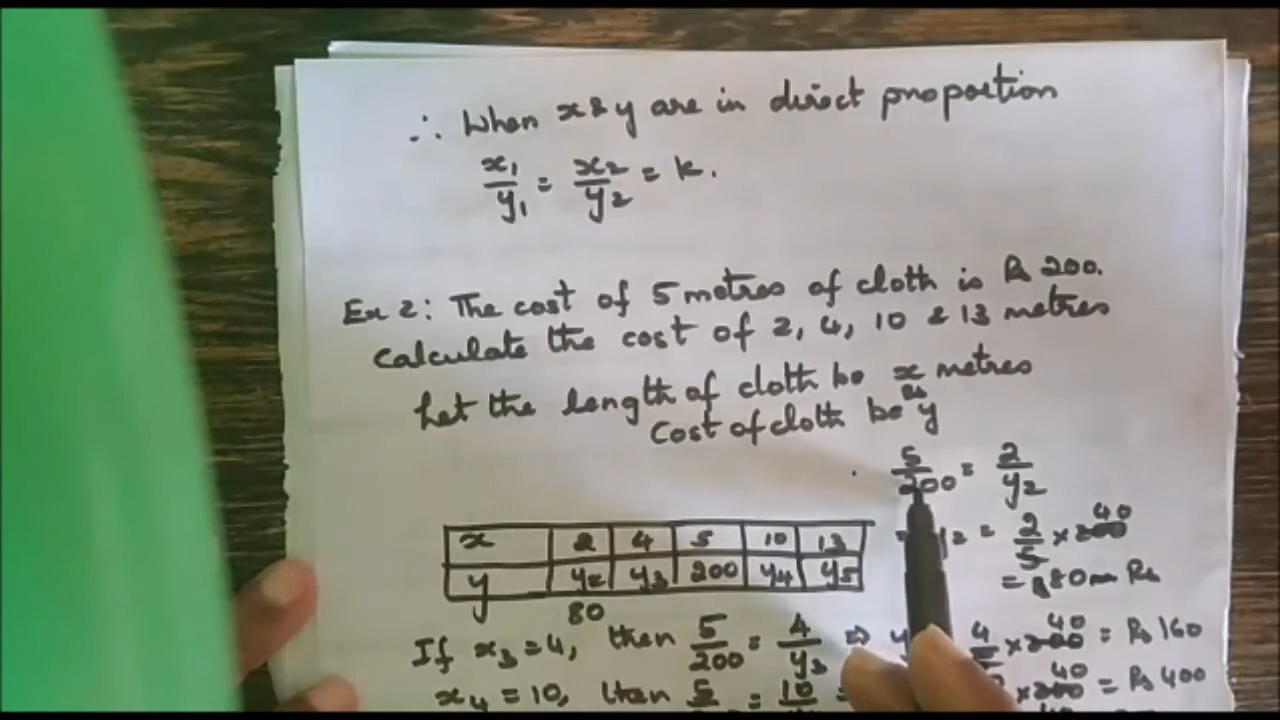 ∴ When x & y are in direct proportion
x₁/y₁ = x₂/y₂ = k.
Ex 2: The cost of 5 metres of cloth is Rs 200.
Calculate the cost of 2, 4, 10 & 13 metres
Let the length of cloth be x metres
Cost of cloth be Rs y
5/200 = 2/y₂
y₂ = 2/5 × 200 40
= 80 Rs
x 2 4 5 10 13
y y₂ y₃ 200 y₄ y₅
80
If x₃ = 4, then 5/200 = 4/y₃ ⇒ 4 × 200 40 = Rs 160
x₄ = 10, then 5 = 10 = × 200 40 = Rs 400
40